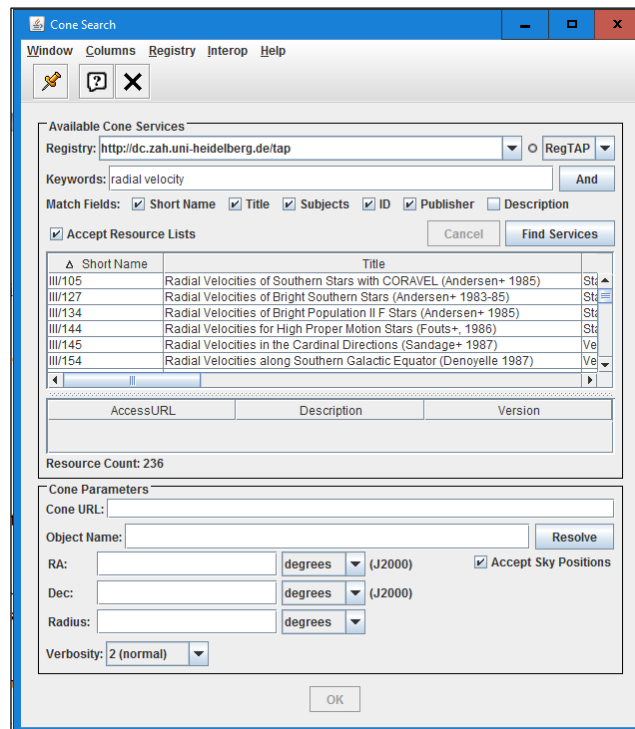 Cone Search
Window Columns Registry Interop Help
Available Cone Services
Registry: http://dc.zah.uni-heidelberg.de/tap RegTAP
Keywords: radial velocity And
Match Fields: Short Name Title Subjects ID Publisher Description
Accept Resource Lists Cancel Find Services
Short Name Title
III/105 Radial Velocities of Southern Stars with CORAVEL (Andersen+ 1985) Sta
III/127 Radial Velocities of Bright Southern Stars (Andersen+ 1983-85) Sta
III/134 Radial Velocities of Bright Population II F Stars (Andersen+ 1985) Sta
III/144 Radial Velocities for High Proper Motion Stars (Fouts+, 1986) Sta
III/145 Radial Velocities in the Cardinal Directions (Sandage+ 1987) Ve
III/154 Radial Velocities along Southern Galactic Equator (Denoyelle 1987) Ve
AccessURL Description Version
Resource Count: 236
Cone Parameters
Cone URL:
Object Name: Resolve
RA: degrees (J2000) Accept Sky Positions
Dec: degrees (J2000)
Radius: degrees
Verbosity: 2 (normal)
OK